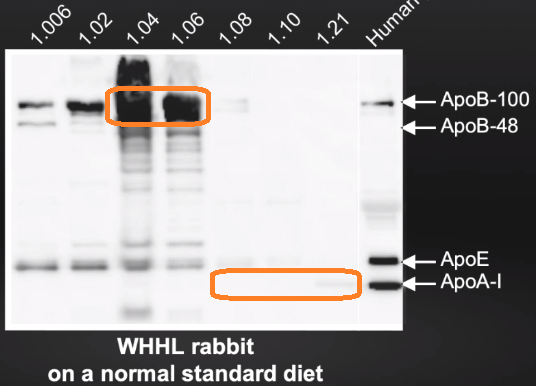 1.006 1.02 1.04 1.06 1.08 1.10 1.21 Human
ApoB-100
ApoB-48
ApoE
ApoA-I
WHHL rabbit
on a normal standard diet